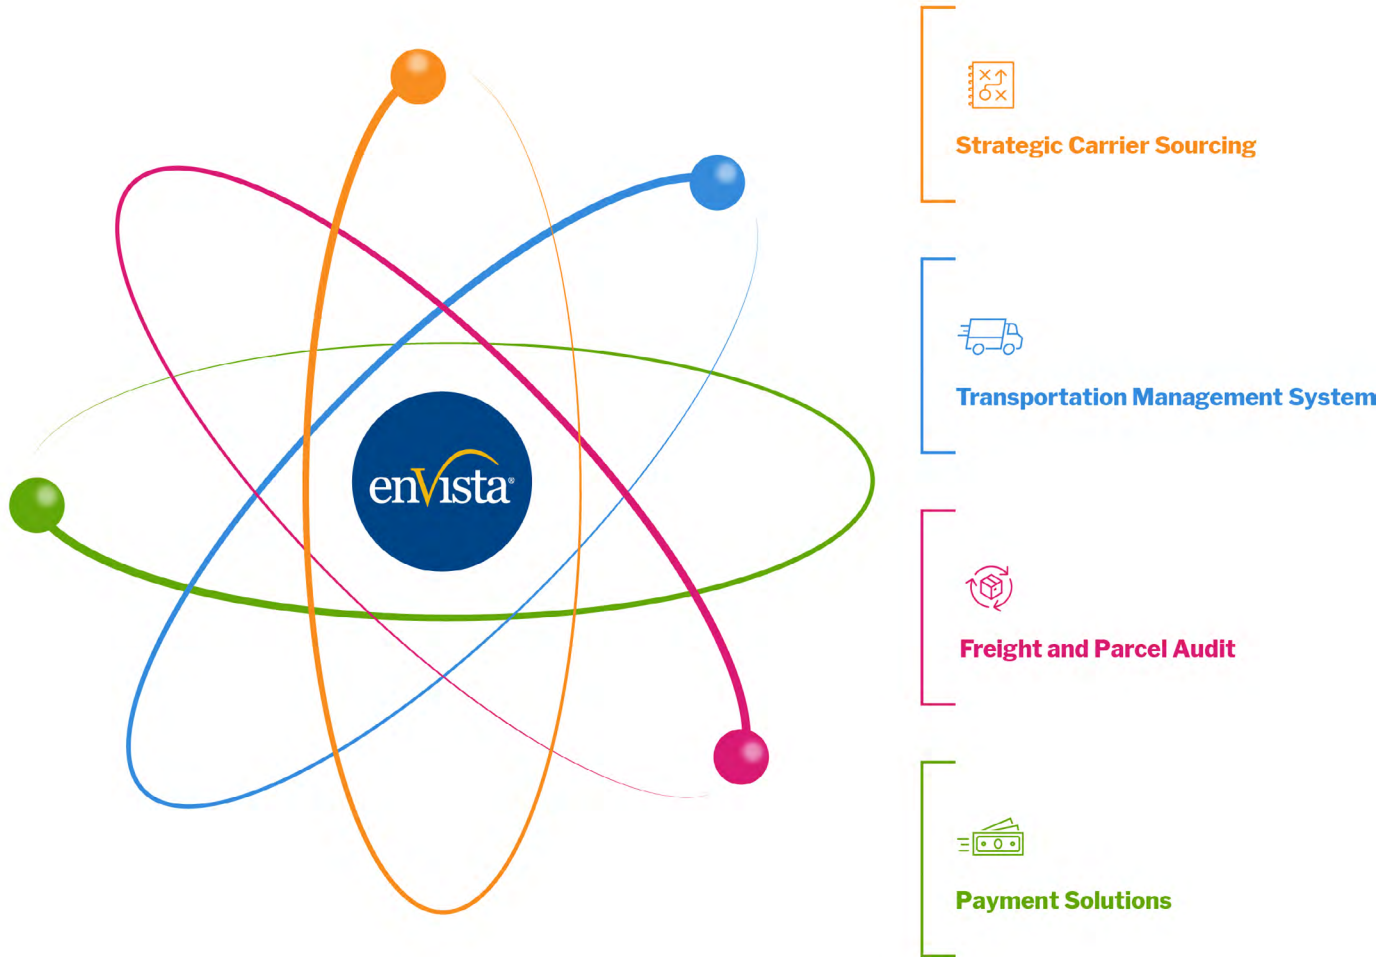 enVista®
Strategic Carrier Sourcing
Transportation Management System
Freight and Parcel Audit
Payment Solutions